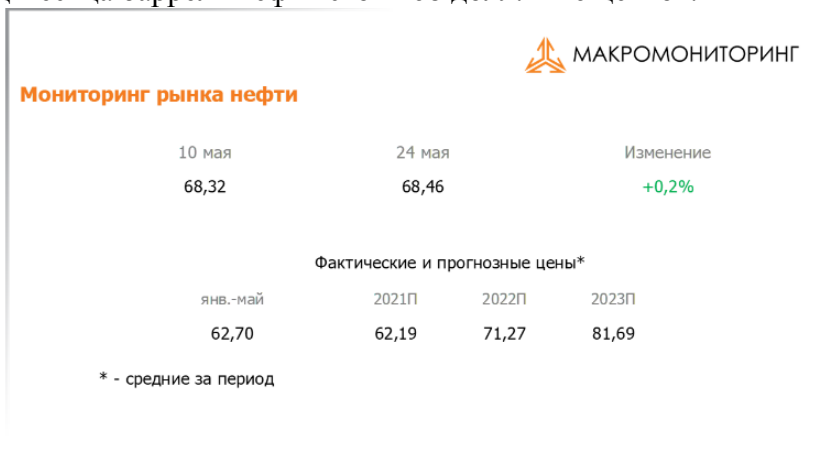 МАКРОМОНИТОРИНГ
Мониторинг рынка нефти
10 мая 24 мая Изменение
68,32 68,46 +0,2%
Фактические и прогнозные цены*
янв.-май 2021П 2022П 2023П
62,70 62,19 71,27 81,69
* - средние за период